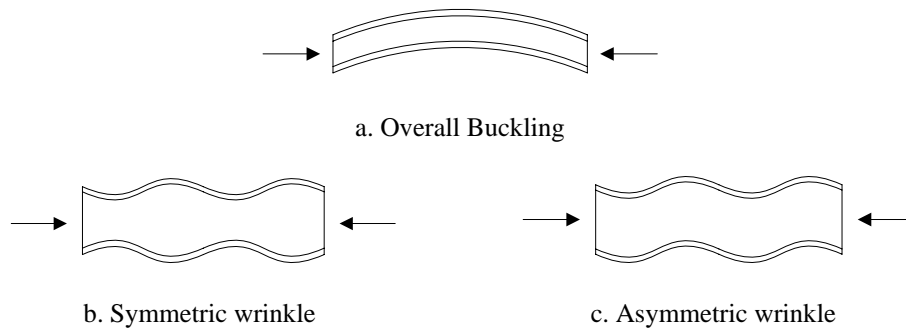 a. Overall Buckling
b. Symmetric wrinkle
c. Asymmetric wrinkle